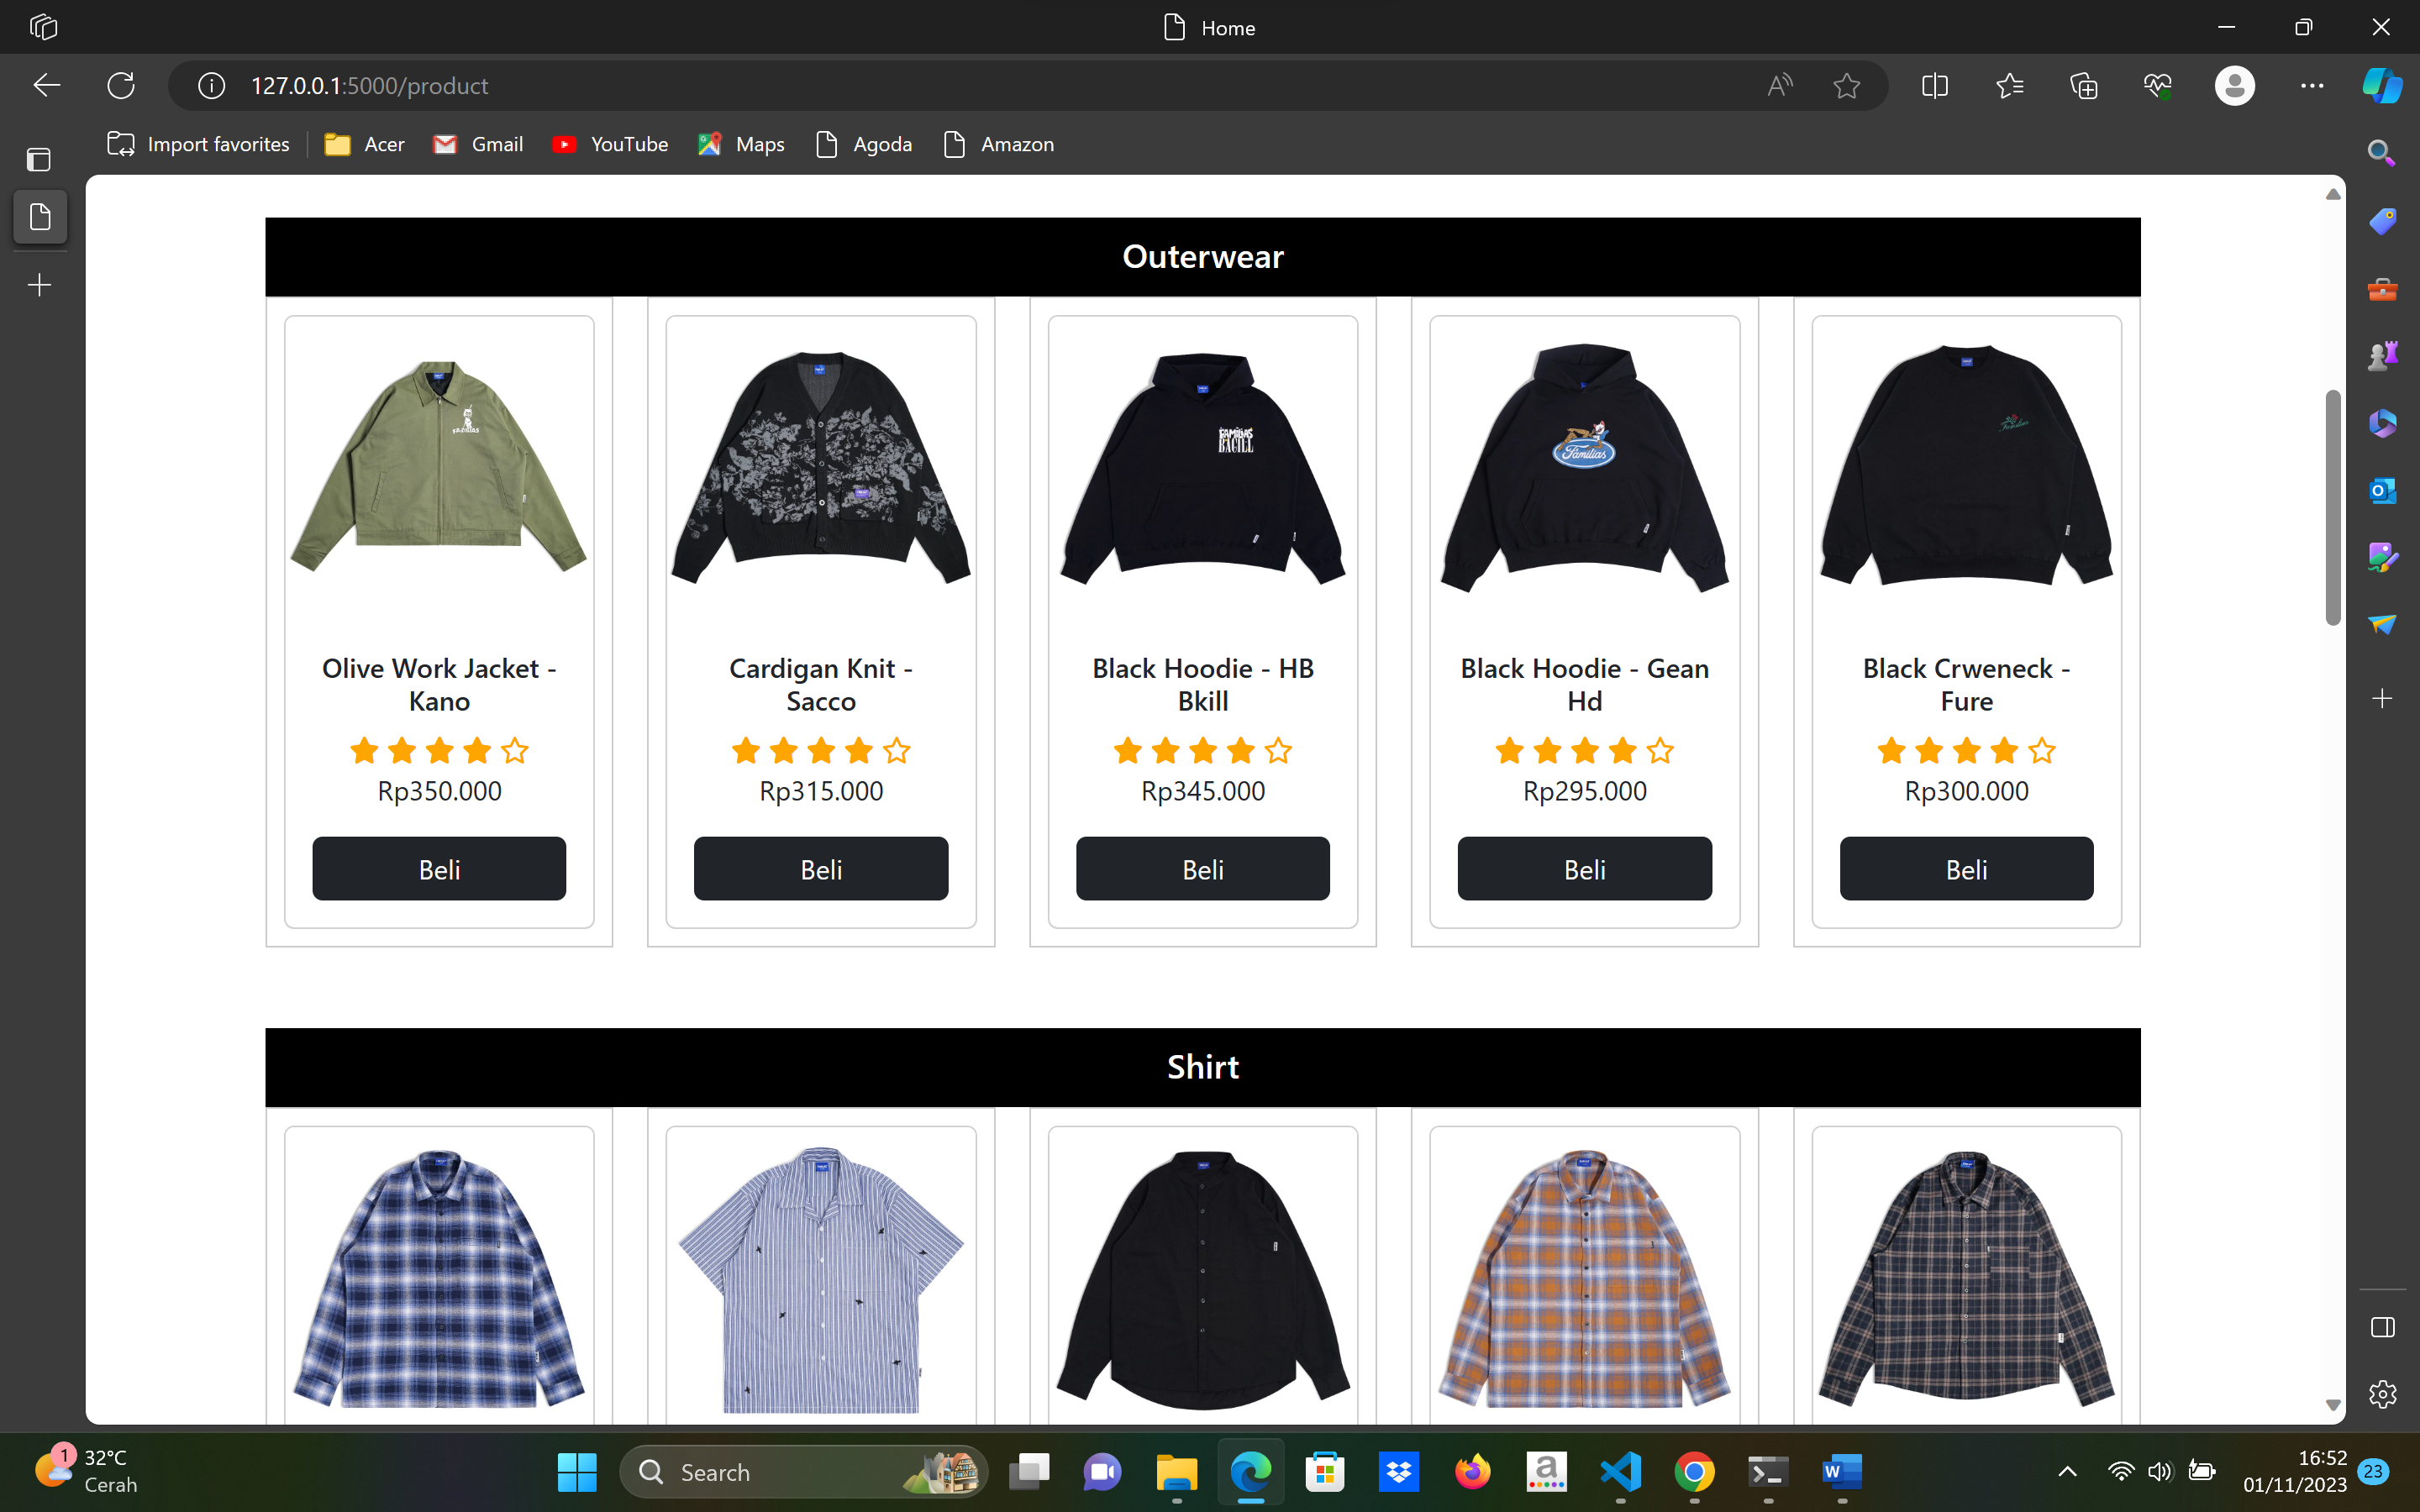 Home
127.0.0.1:5000/product
Import favorites
Acer
Gmail
YouTube
Maps
Agoda
Amazon
Outerwear
Familias
Olive Work Jacket -
Kano
Cardigan Knit -
Sacco
Black Hoodie - HB
Bkill
Black Hoodie - Gean
Hd
Black Crweneck -
Fure
Rp350.000
Rp315.000
Rp345.000
Rp295.000
Rp300.000
Beli
Beli
Beli
Beli
Beli
Shirt
1
32°C
Cerah
Search
16:52
01/11/2023
23